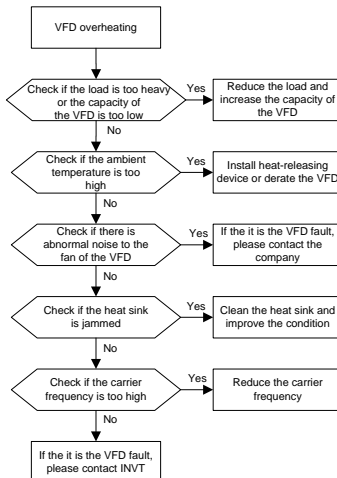 VFD overheating
Check if the load is too heavy
or the capacity of
the VFD is too low
Yes
Reduce the load and
increase the capacity of
the VFD
No
Check if the ambient
temperature is too
high
Yes
Install heat-releasing
device or derate the VFD
No
Check if there is
abnormal noise to the
fan of the VFD
Yes
If the it is the VFD fault,
please contact the
company
No
Check if the heat sink
is jammed
Yes
Clean the heat sink and
improve the condition
No
Check if the carrier
frequency is too high
Yes
Reduce the carrier
frequency
No
If the it is the VFD fault,
please contact INVT